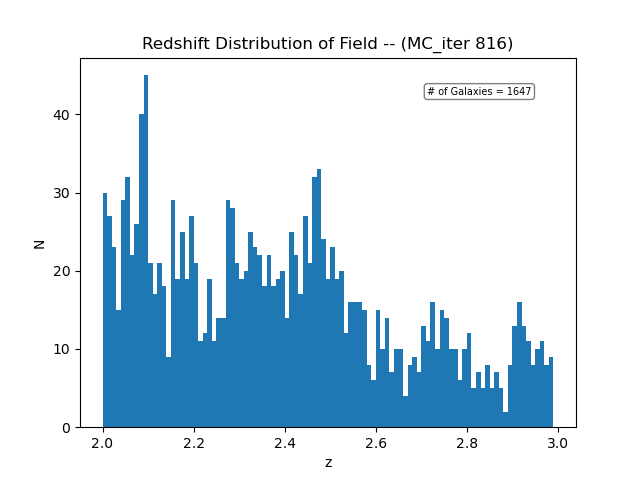 Redshift Distribution of Field -- (MC_iter 816)
# of Galaxies = 1647
40
30
20
10
0
N
2.0 2.2 2.4 2.6 2.8 3.0
z